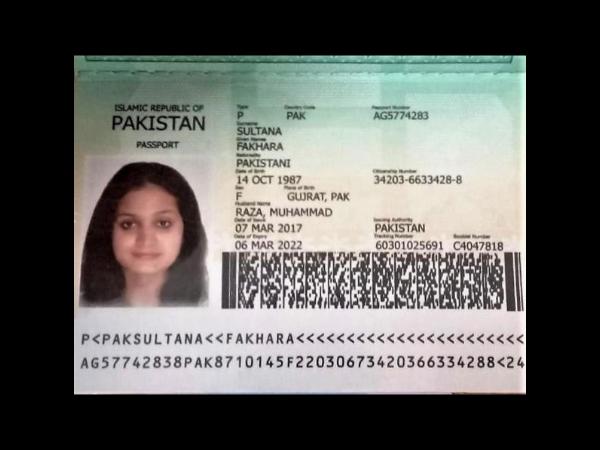 ISLAMIC REPUBLIC OF
PAKISTAN
PASSPORT
Type Country Code Passport Number
P PAK AG5774283
Surname
SULTANA
Given Names
FAKHARA
Nationality
PAKISTANI
Date of Birth Citizenship Number
14 OCT 1987 34203-6633428-8
Sex Place of Birth
F GUJRAT, PAK
Husband Name
RAZA, MUHAMMAD
Date of Issue Issuing Authority
07 MAR 2017 PAKISTAN
Date of Expiry Tracking Number Booklet Number
06 MAR 2022 60301025691 C4047818
P<PAKSULTANA<<FAKHARA<<<<<<<<<<<<<<<<<<<<<<
AG57742838PAK8710145F22030673420366334288<24